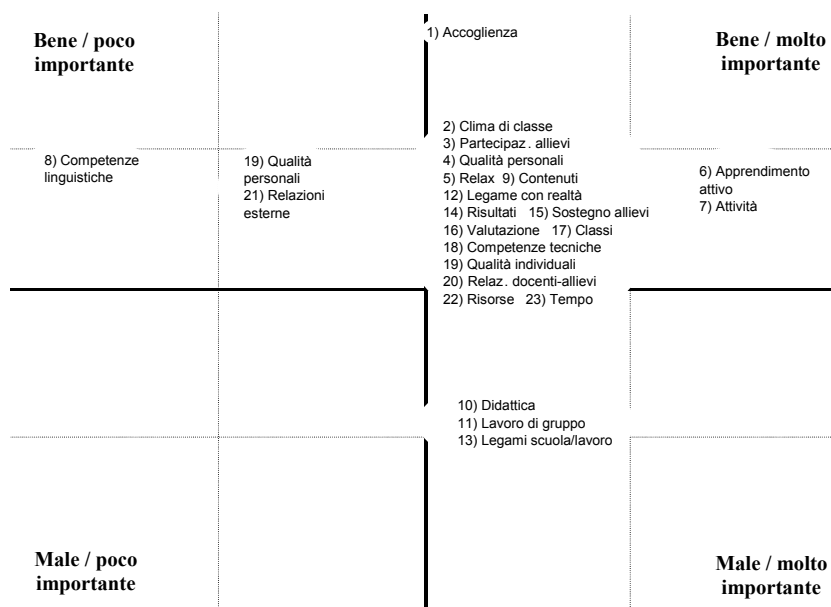 Bene / poco
importante
1) Accoglienza
Bene / molto
importante
8) Competenze
linguistiche
19) Qualità
personali
21) Relazioni
esterne
2) Clima di classe
3) Partecipaz. allievi
4) Qualità personali
5) Relax 9) Contenuti
12) Legame con realtà
14) Risultati 15) Sostegno allievi
16) Valutazione 17) Classi
18) Competenze tecniche
19) Qualità individuali
20) Relaz. docenti-allievi
22) Risorse 23) Tempo
6) Apprendimento
attivo
7) Attività
10) Didattica
11) Lavoro di gruppo
13) Legami scuola/lavoro
Male / poco
importante
Male / molto
importante